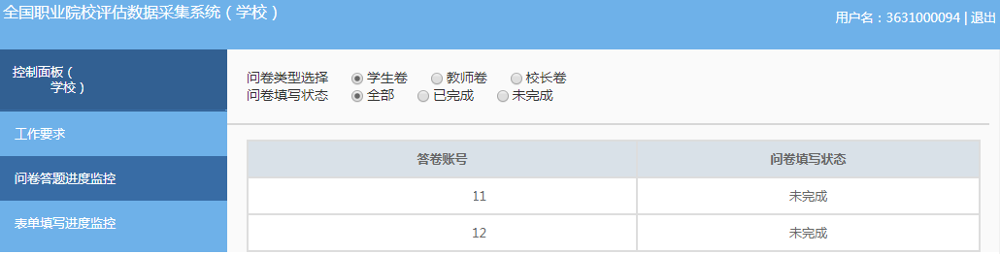 全国职业院校评估数据采集系统（学校）
用户名：3631000094 | 退出
控制面板（
学校）
工作要求
问卷答题进度监控
表单填写进度监控
问卷类型选择 学生卷 教师卷 校长卷
问卷填写状态 全部 已完成 未完成
答卷账号 问卷填写状态
11 未完成
12 未完成